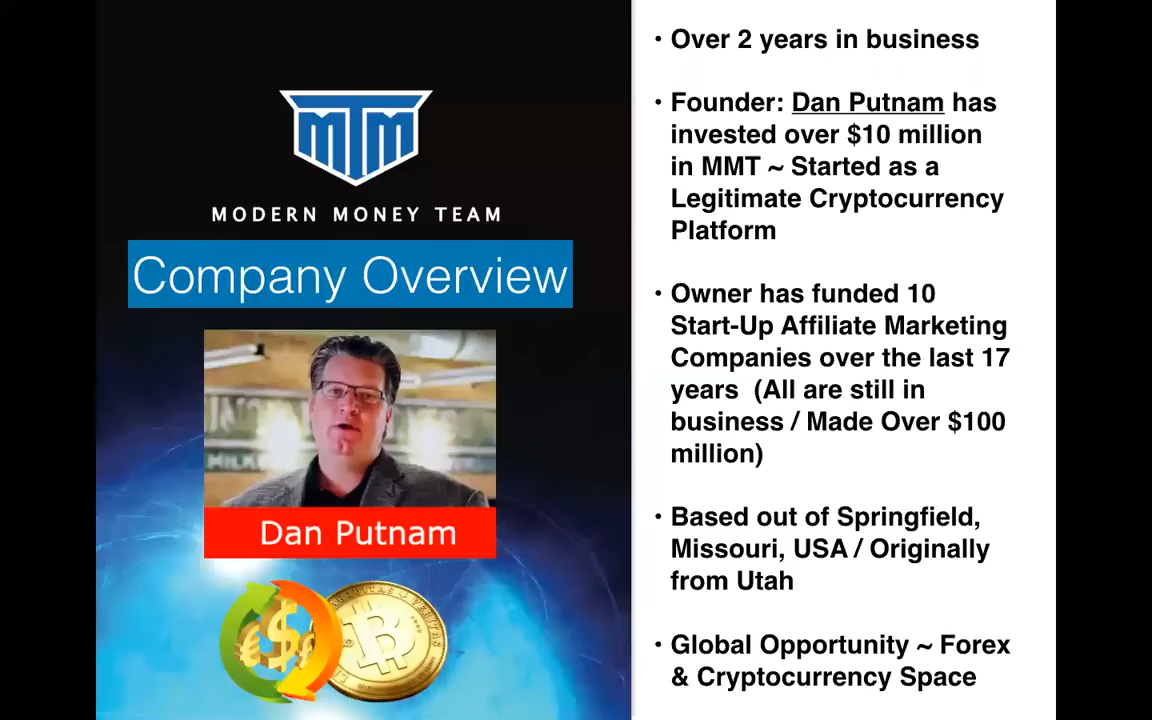 MTM
MODERN MONEY TEAM
Company Overview
Dan Putnam
• Over 2 years in business
• Founder: Dan Putnam has
invested over $10 million
in MMT ~ Started as a
Legitimate Cryptocurrency
Platform
• Owner has funded 10
Start-Up Affiliate Marketing
Companies over the last 17
years (All are still in
business / Made Over $100
million)
• Based out of Springfield,
Missouri, USA / Originally
from Utah
• Global Opportunity ~ Forex
& Cryptocurrency Space